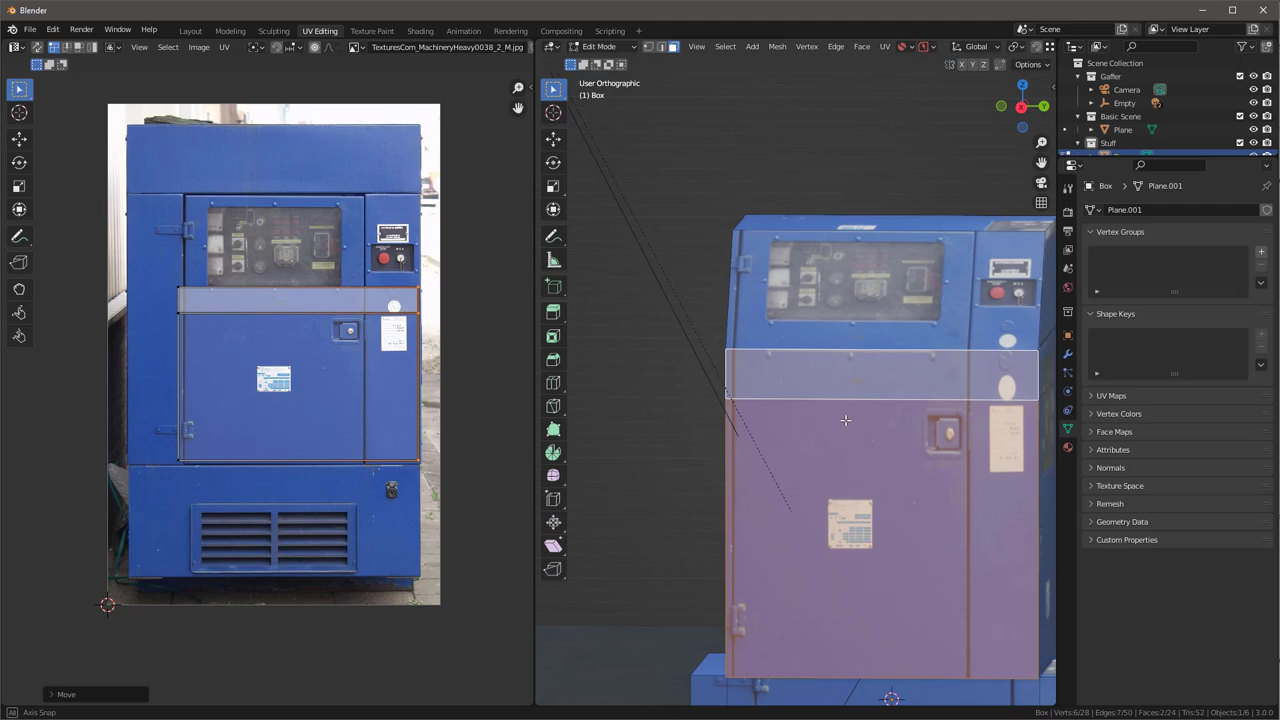 Blender
File Edit Render Window Help Layout Modeling Sculpting UV Editing Texture Paint Shading Animation Rendering Compositing Scripting + Scene View Layer
View Select Image UV TexturesCom_MachineryHeavy0038_2_M.jpg Edit Mode View Select Add Mesh Vertex Edge Face UV Global
X Y Z Options
User Orthographic
(1) Box
Z
X Y
Scene Collection
Gaffer
Camera
Empty
Basic Scene
Plane
Stuff
Box Plane.001
Plane.001
Vertex Groups
Shape Keys
UV Maps
Vertex Colors
Face Maps
Attributes
Normals
Texture Space
Remesh
Geometry Data
Custom Properties
Move
Alt Axis Snap
Box | Verts:6/28 | Edges:7/50 | Faces:2/24 | Tris:52 | Objects:1/6 | 3.0.0